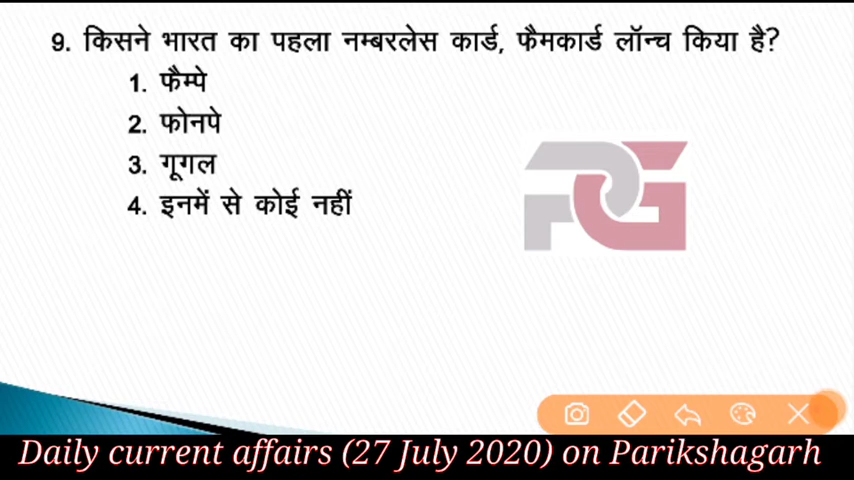 9. किसने भारत का पहला नम्बरलेस कार्ड, फैमकार्ड लॉन्च किया है?
1. फैम्पे
2. फोनपे
3. गूगल
4. इनमें से कोई नहीं
PG
Daily current affairs (27 July 2020) on Parikshagarh